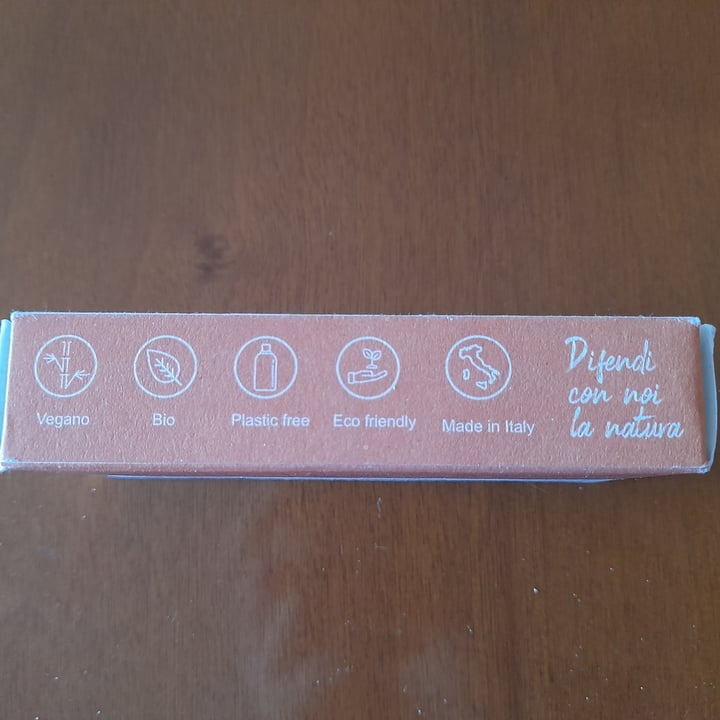 Vegano
Bio
Plastic free
Eco friendly
Made in Italy
Difendi
con noi
la natura